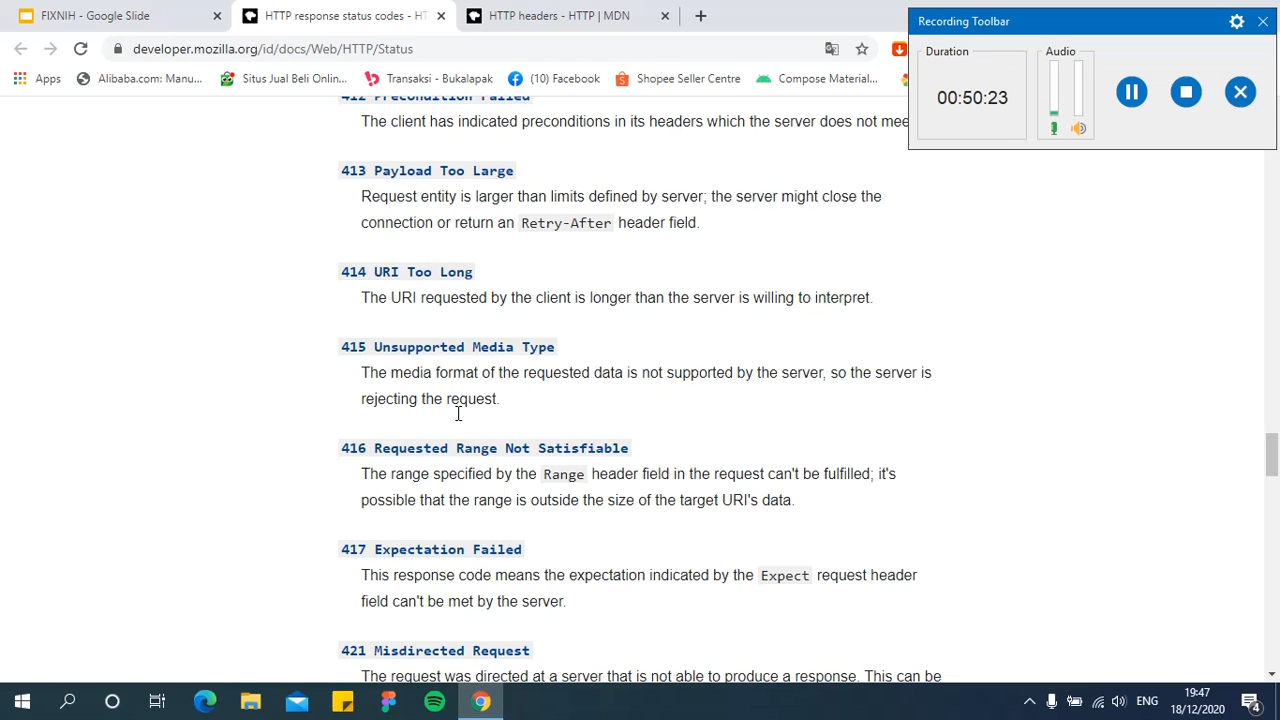 FIXNIH - Google Slide
HTTP response status codes - H
HTTP headers - HTTP | MDN
Recording Toolbar
developer.mozilla.org/id/docs/Web/HTTP/Status
Duration
Audio
00:50:23
Apps
Alibaba.com: Manu...
Situs Jual Beli Onlin...
Transaksi - Bukalapak
(10) Facebook
Shopee Seller Centre
Compose Material...
412 Precondition Failed
The client has indicated preconditions in its headers which the server does not mee
413 Payload Too Large
Request entity is larger than limits defined by server; the server might close the
connection or return an Retry-After header field.
414 URI Too Long
The URI requested by the client is longer than the server is willing to interpret.
415 Unsupported Media Type
The media format of the requested data is not supported by the server, so the server is
rejecting the request.
416 Requested Range Not Satisfiable
The range specified by the Range header field in the request can't be fulfilled; it's
possible that the range is outside the size of the target URI's data.
417 Expectation Failed
This response code means the expectation indicated by the Expect request header
field can't be met by the server.
421 Misdirected Request
The request was directed at a server that is not able to produce a response. This can be
ENG
19:47
18/12/2020
4